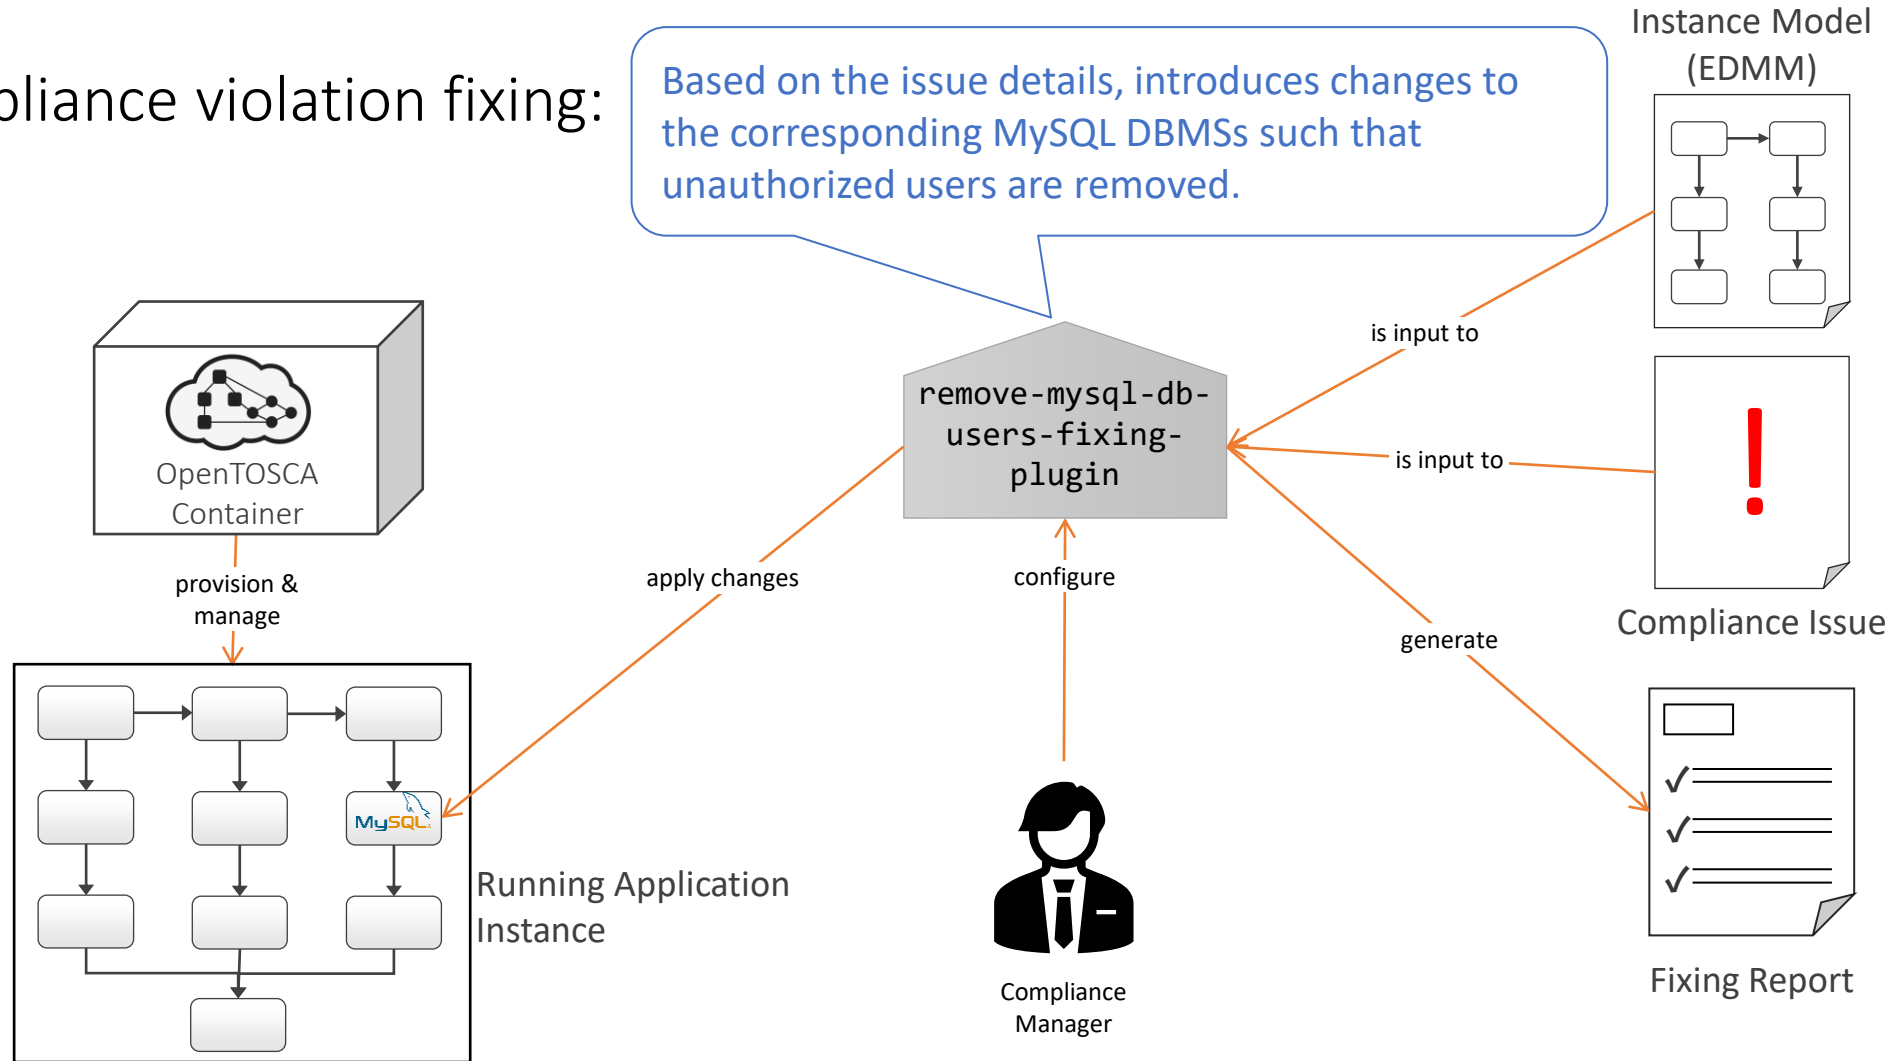 Instance Model
(EDMM)
pliance violation fixing:
Based on the issue details, introduces changes to
the corresponding MySQL DBMSs such that
unauthorized users are removed.
is input to
remove-mysql-db-
users-fixing-
plugin
is input to
OpenTOSCA
Container
provision &
manage
apply changes
configure
generate
Compliance Issue
MySQL
Running Application
Instance
Compliance
Manager
Fixing Report